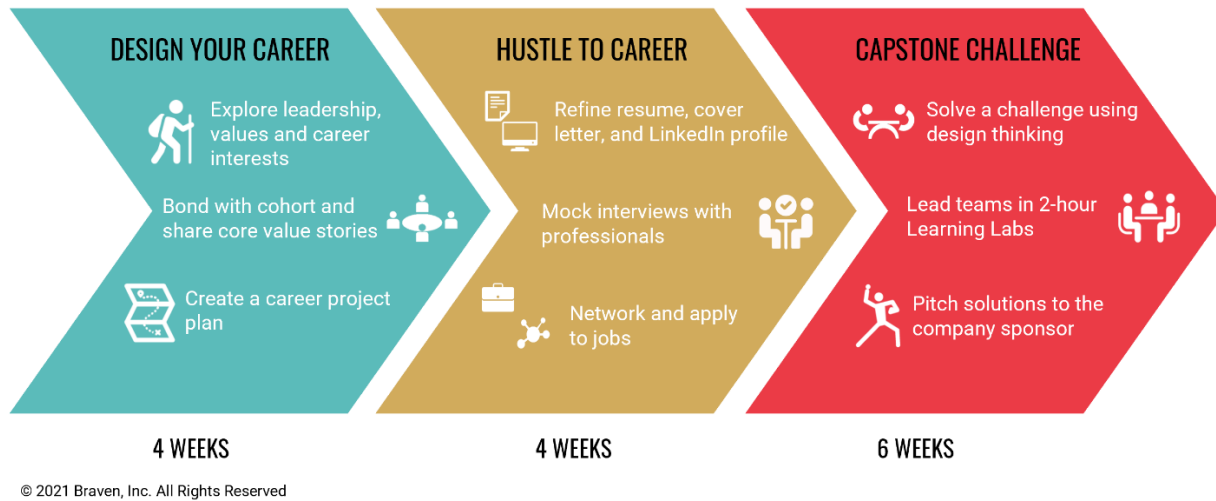 DESIGN YOUR CAREER
Explore leadership,
values and career
interests
Bond with cohort and
share core value stories
Create a career project
plan
4 WEEKS
HUSTLE TO CAREER
Refine resume, cover
letter, and LinkedIn profile
Mock interviews with
professionals
Network and apply
to jobs
4 WEEKS
CAPSTONE CHALLENGE
Solve a challenge using
design thinking
Lead teams in 2-hour
Learning Labs
Pitch solutions to the
company sponsor
6 WEEKS
© 2021 Braven, Inc. All Rights Reserved